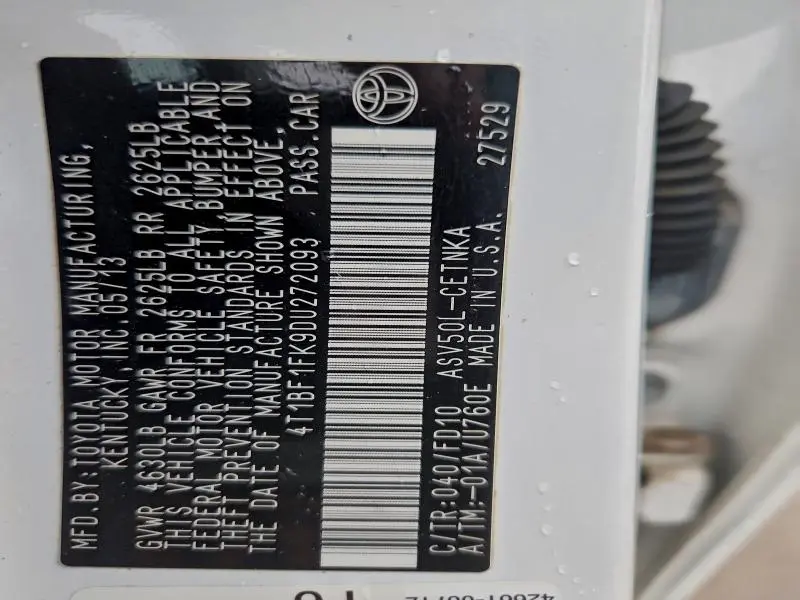 MFD.BY:TOYOTA MOTOR MANUFACTURING,
KENTUCKY, INC.05/13
GVWR 4630LB GAWR FR 2625LB RR 2625LB
THIS VEHICLE CONFORMS TO ALL APPLICABLE
FEDERAL MOTOR VEHICLE SAFETY, BUMPER,AND
THEFT PREVENTION STANDARDS IN EFFECT ON
THE DATE OF MANUFACTURE SHOWN ABOVE.
4T1BF1FK9DU272093 PASS.CAR
C/TR:040/FD10 ASV50L-CETNKA
A/TM:-01A/U760E MADE IN U.S.A. 27529